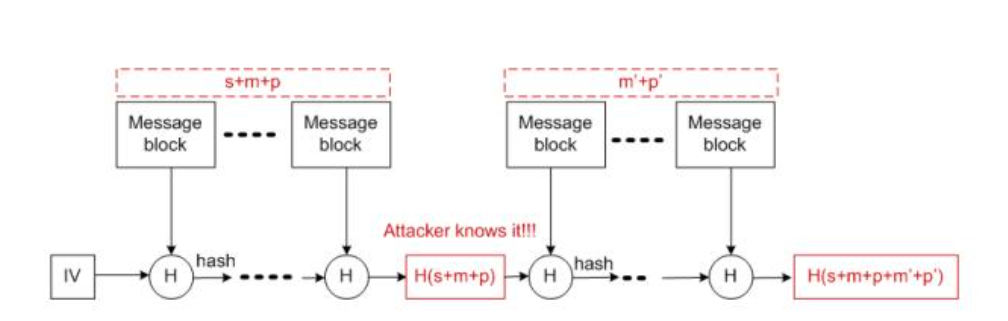 s+m+p
m'+p'
Message
block
Message
block
Message
block
Message
block
Attacker knows it!!!
IV
H
hash
H
H(s+m+p)
H
hash
H
H(s+m+p+m'+p')